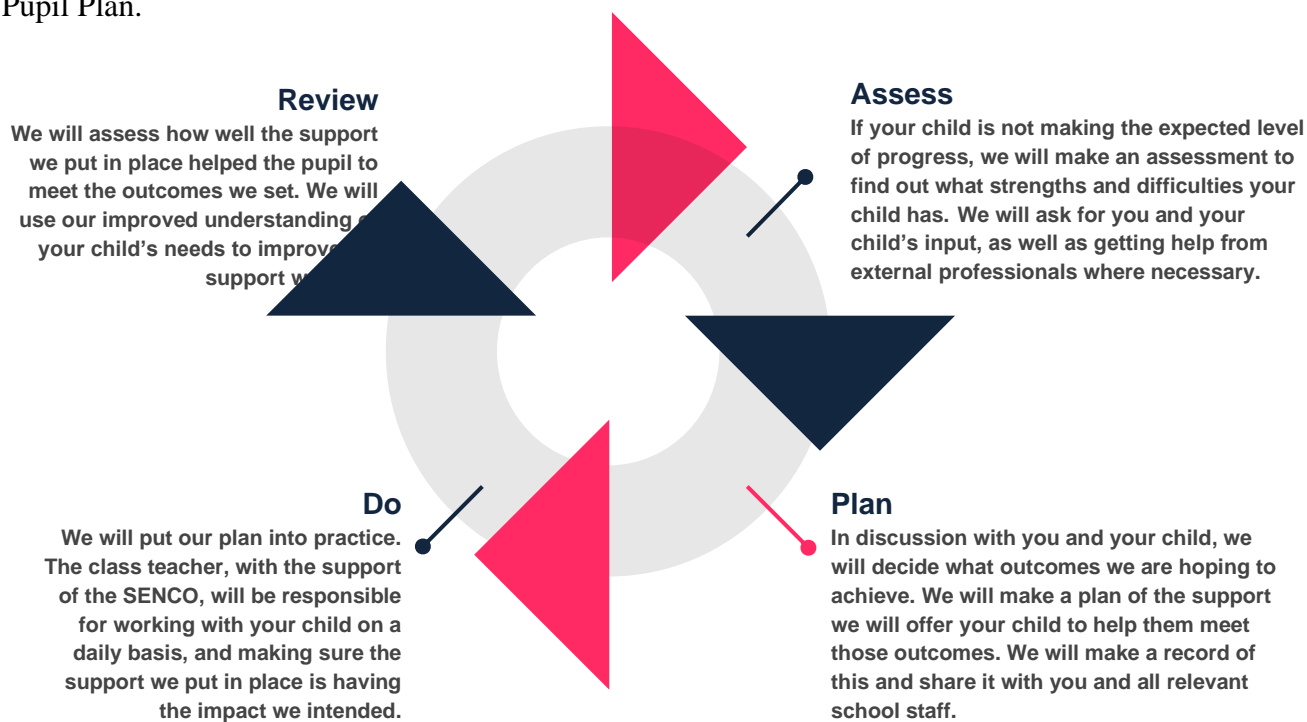 Pupil Plan.
Review
We will assess how well the support
we put in place helped the pupil to
meet the outcomes we set. We will
use our improved understanding
your child’s needs to improve
support
Assess
If your child is not making the expected level
of progress, we will make an assessment to
find out what strengths and difficulties your
child has. We will ask for you and your
child’s input, as well as getting help from
external professionals where necessary.
Do
We will put our plan into practice.
The class teacher, with the support
of the SENCO, will be responsible
for working with your child on a
daily basis, and making sure the
support we put in place is having
the impact we intended.
Plan
In discussion with you and your child, we
will decide what outcomes we are hoping to
achieve. We will make a plan of the support
we will offer your child to help them meet
those outcomes. We will make a record of
this and share it with you and all relevant
school staff.